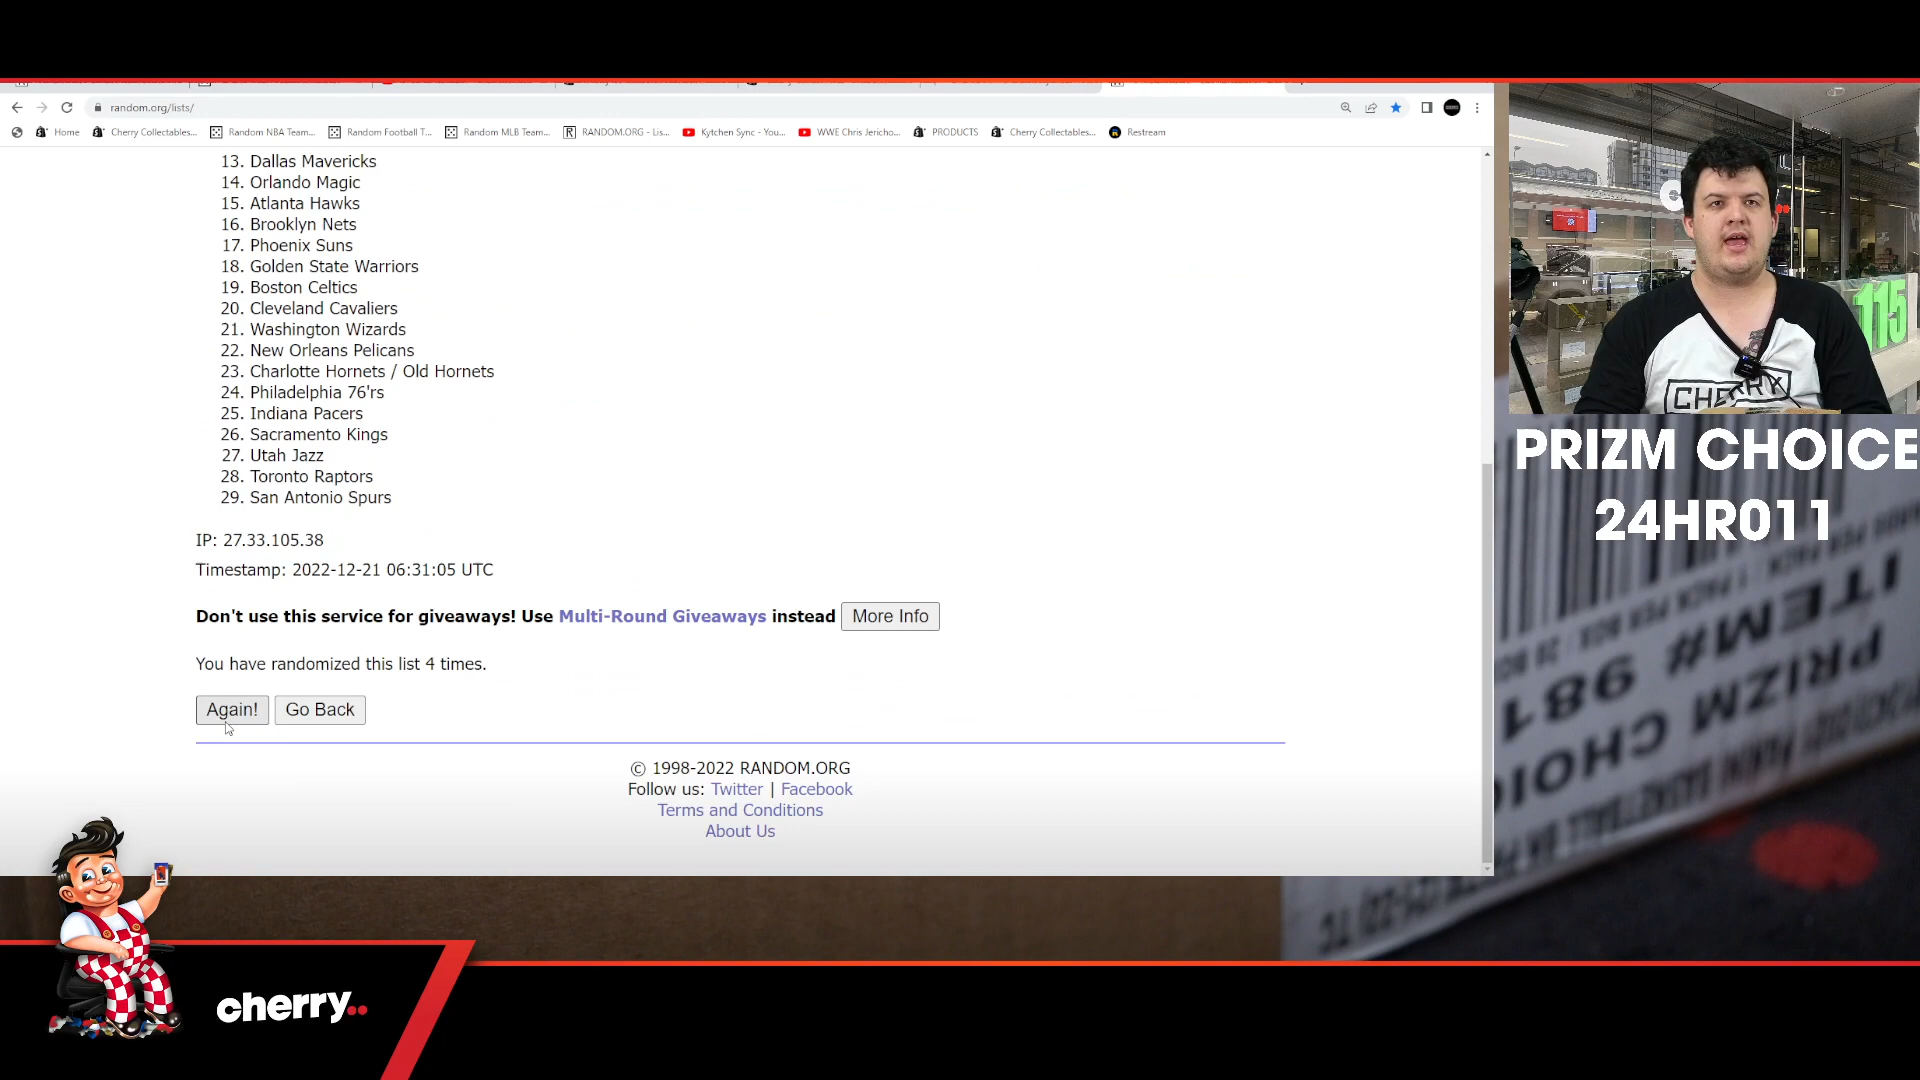 random.org/lists/
Home
Cherry Collectables...
Random NBA Team...
Random Football T...
Random MLB Team...
RANDOM.ORG - Lis...
Kytchen Sync - You...
WWE Chris Jericho...
PRODUCTS
Cherry Collectables...
Restream
13. Dallas Mavericks
14. Orlando Magic
15. Atlanta Hawks
16. Brooklyn Nets
17. Phoenix Suns
18. Golden State Warriors
19. Boston Celtics
20. Cleveland Cavaliers
21. Washington Wizards
22. New Orleans Pelicans
23. Charlotte Hornets / Old Hornets
24. Philadelphia 76'rs
25. Indiana Pacers
26. Sacramento Kings
27. Utah Jazz
28. Toronto Raptors
29. San Antonio Spurs
IP: 27.33.105.38
Timestamp: 2022-12-21 06:31:05 UTC
Don't use this service for giveaways! Use Multi-Round Giveaways instead More Info
You have randomized this list 4 times.
Again! Go Back
© 1998-2022 RANDOM.ORG
Follow us: Twitter | Facebook
Terms and Conditions
About Us
115
CHERRY
PRIZM CHOICE
24HR011
ITEM# 981
PRIZM CHOIC
cherry..